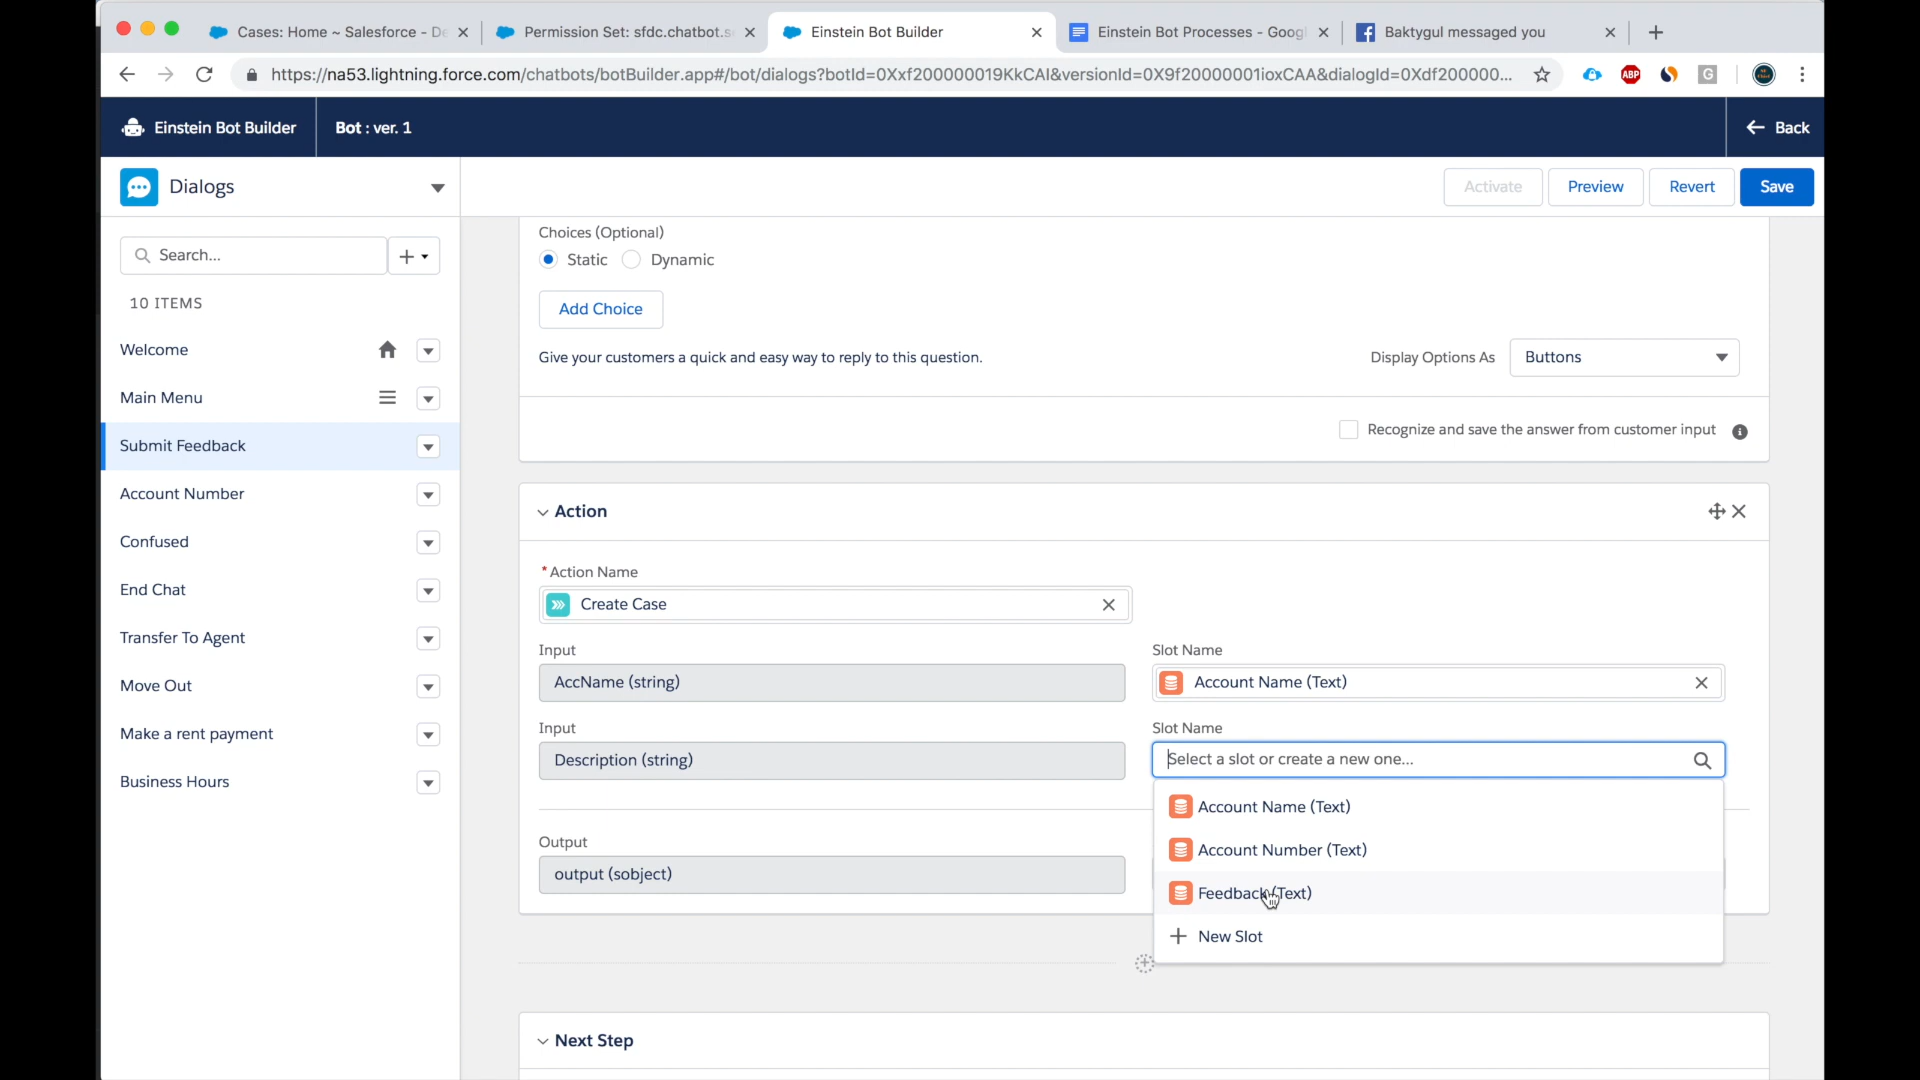 Cases: Home ~ Salesforce - De
Permission Set: sfdc.chatbot.s
Einstein Bot Builder
Einstein Bot Processes - Googl
Baktygul messaged you
https://na53.lightning.force.com/chatbots/botBuilder.app#/bot/dialogs?botId=0Xxf200000019KkCAI&versionId=0X9f20000001ioxCAA&dialogId=0Xdf200000...
ABP
G
Einstein Bot Builder
Bot : ver. 1
Back
Dialogs
Activate
Preview
Revert
Save
Search...
10 ITEMS
Welcome
Main Menu
Submit Feedback
Account Number
Confused
End Chat
Transfer To Agent
Move Out
Make a rent payment
Business Hours
Choices (Optional)
Static
Dynamic
Add Choice
Give your customers a quick and easy way to reply to this question.
Display Options As
Buttons
Recognize and save the answer from customer input
Action
*Action Name
Create Case
Input
Slot Name
AccName (string)
Account Name (Text)
Input
Slot Name
Description (string)
Select a slot or create a new one...
Account Name (Text)
Account Number (Text)
Feedback (Text)
New Slot
Output
output (sobject)
Next Step